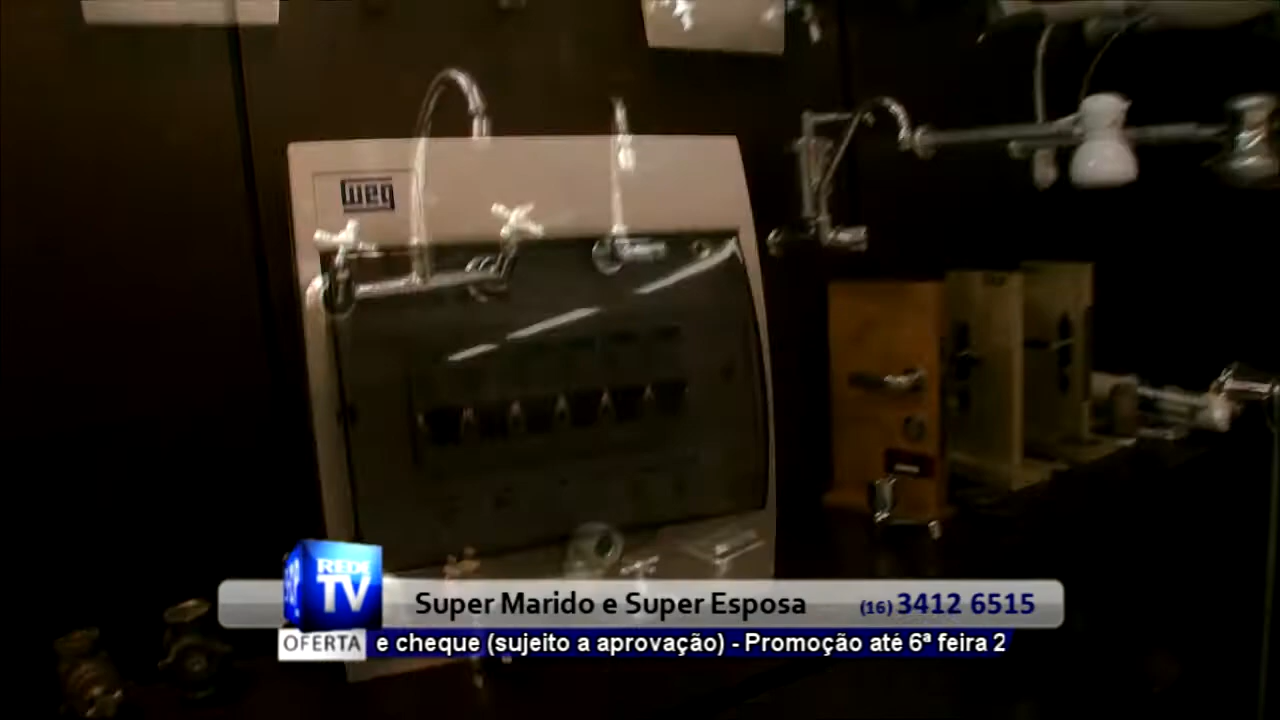 weg
REDE
TV
Super Marido e Super Esposa (16) 3412 6515
OFERTA e cheque (sujeito a aprovação) - Promoção até 6ª feira 2